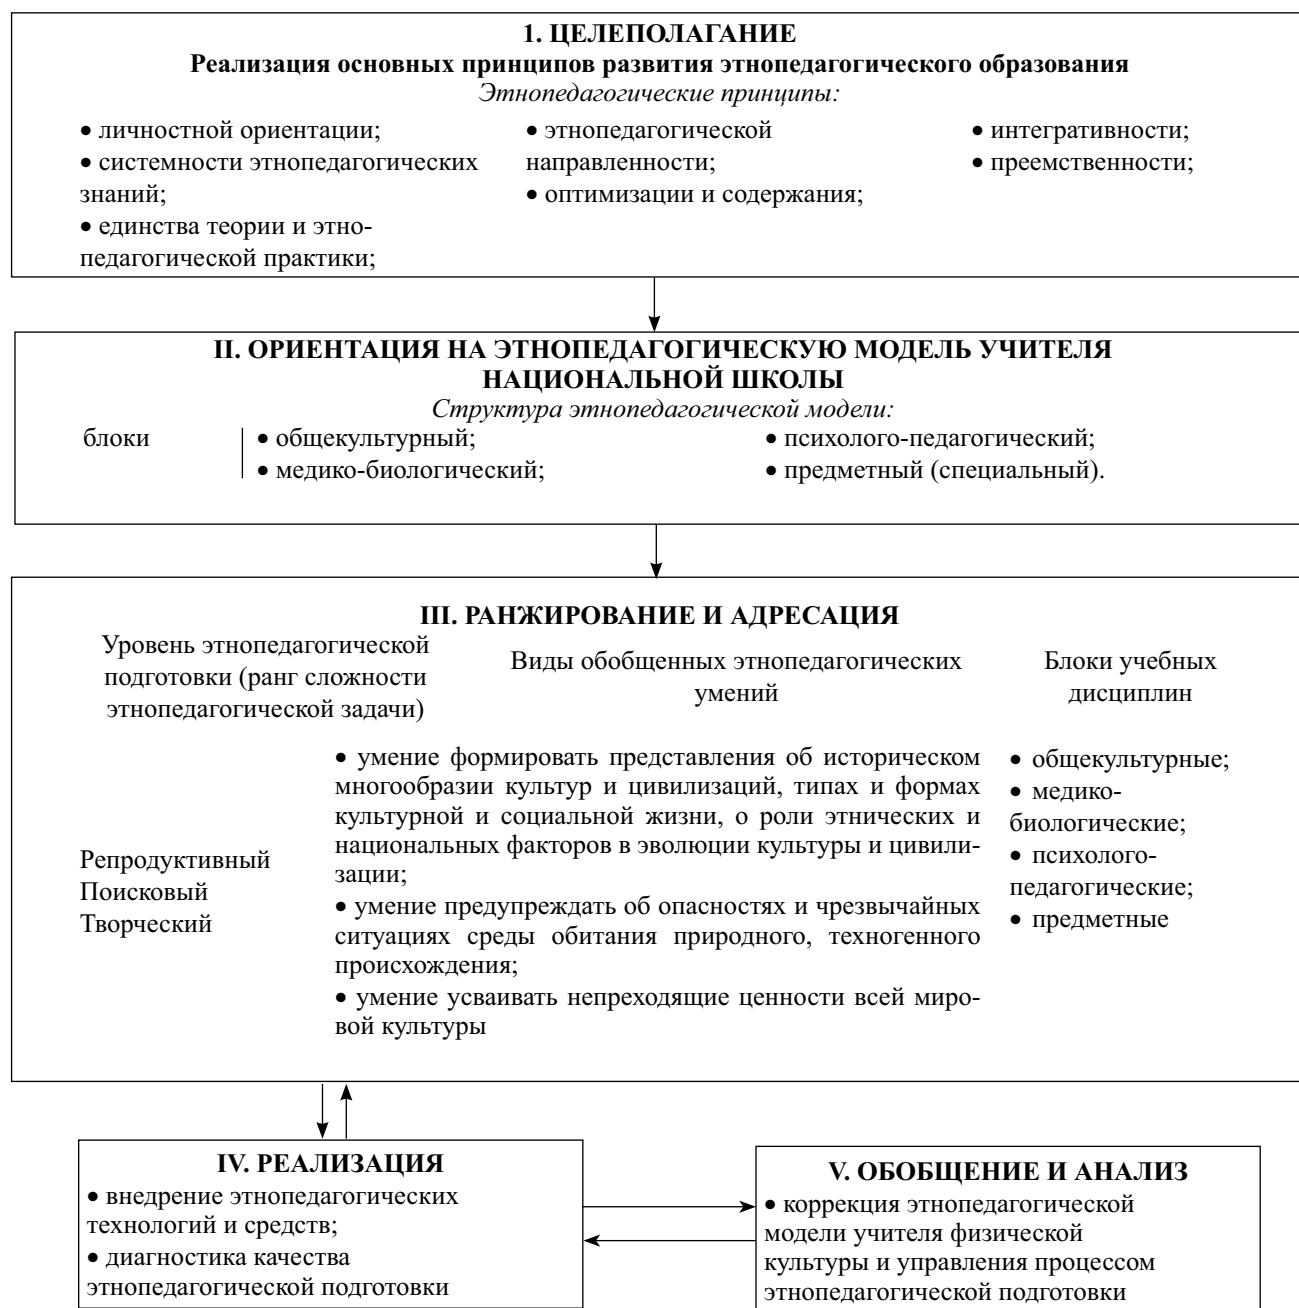 1. ЦЕЛЕПОЛАГАНИЕ
Реализация основных принципов развития этнопедагогического образования
Этнопедагогические принципы:
• личностной ориентации;
• системности этнопедагогических
знаний;
• единства теории и этно-
педагогической практики;
• этнопедагогической
направленности;
• оптимизации и содержания;
• интегративности;
• преемственности;
II. ОРИЕНТАЦИЯ НА ЭТНОПЕДАГОГИЧЕСКУЮ МОДЕЛЬ УЧИТЕЛЯ
НАЦИОНАЛЬНОЙ ШКОЛЫ
Структура этнопедагогической модели:
блоки
• общекультурный;
• медико-биологический;
• психолого-педагогический;
• предметный (специальный).
III. РАНЖИРОВАНИЕ И АДРЕСАЦИЯ
Уровень этнопедагогической
подготовки (ранг сложности
этнопедагогической задачи)
Виды обобщенных этнопедагогических
умений
Блоки учебных
дисциплин
Репродуктивный
Поисковый
Творческий
• умение формировать представления об историческом
многообразии культур и цивилизаций, типах и формах
культурной и социальной жизни, о роли этнических и
национальных факторов в эволюции культуры и цивили-
зации;
• умение предупреждать об опасностях и чрезвычайных
ситуациях среды обитания природного, техногенного
происхождения;
• умение усваивать непреходящие ценности всей миро-
вой культуры
• общекультурные;
• медико-
биологические;
• психолого-
педагогические;
• предметные
IV. РЕАЛИЗАЦИЯ
• внедрение этнопедагогических
технологий и средств;
• диагностика качества
этнопедагогической подготовки
V. ОБОБЩЕНИЕ И АНАЛИЗ
• коррекция этнопедагогической
модели учителя физической
культуры и управления процессом
этнопедагогической подготовки